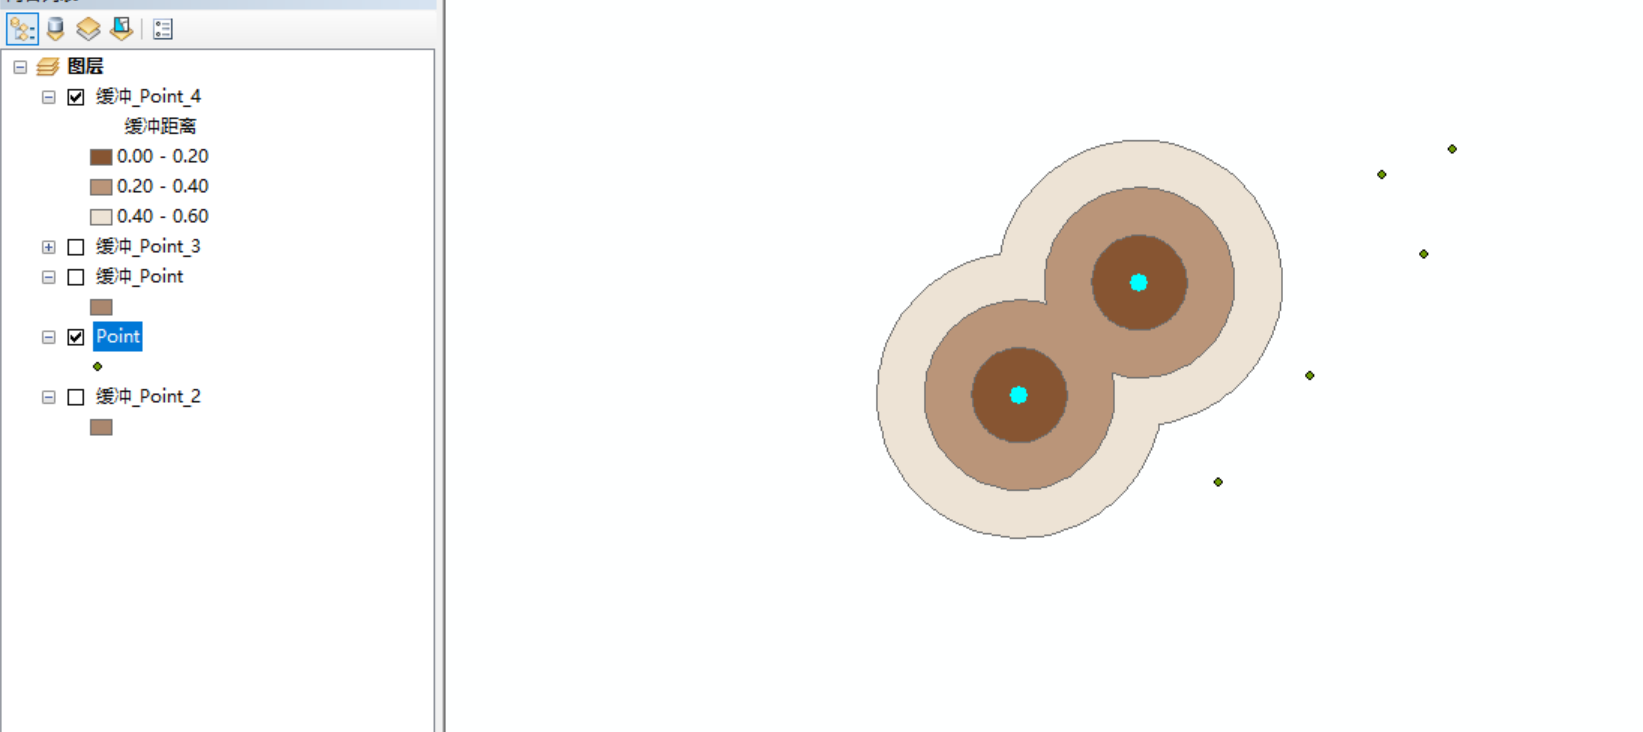 图层
缓冲_Point_4
缓冲距离
0.00 - 0.20
0.20 - 0.40
0.40 - 0.60
缓冲_Point_3
缓冲_Point
Point
缓冲_Point_2